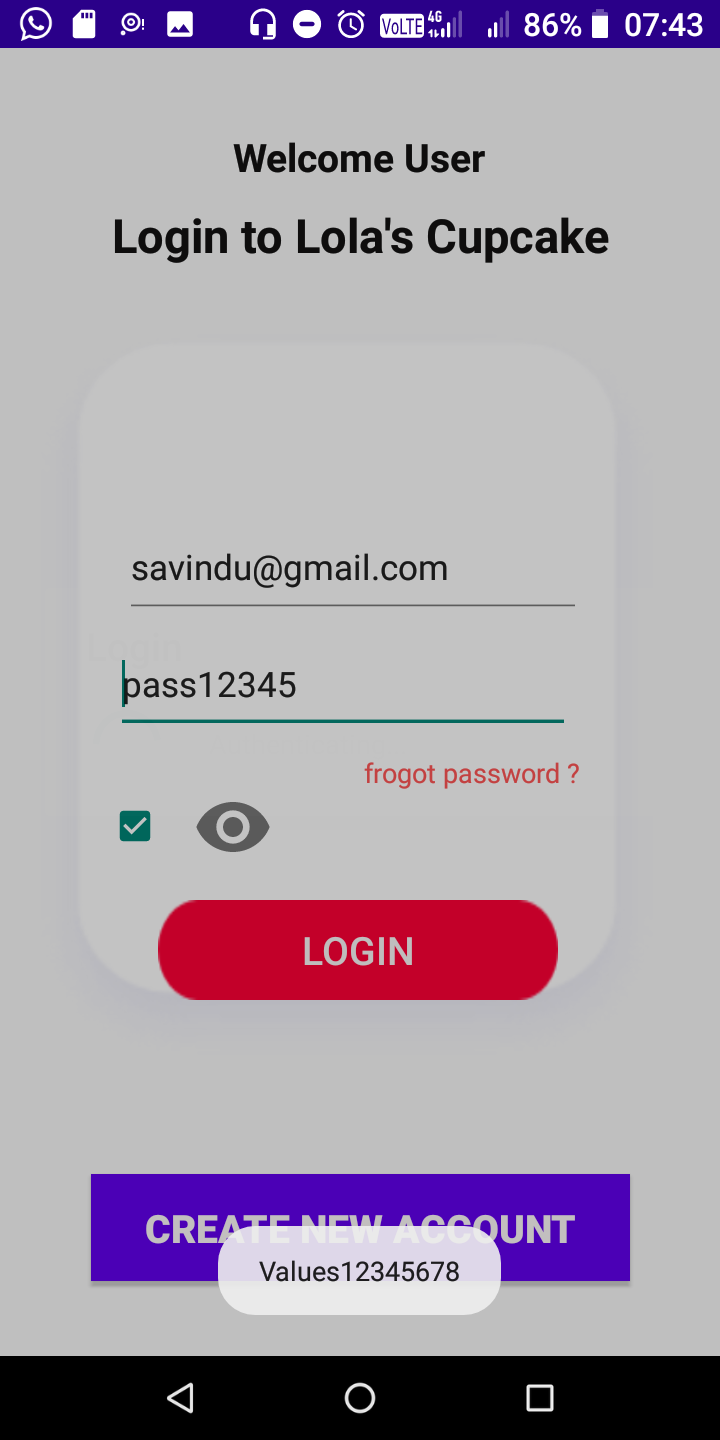 VoLTE 4G 86% 07:43
Welcome User
Login to Lola's Cupcake
savindu@gmail.com
Login
pass12345
frogot password ?
LOGIN
CREATE NEW ACCOUNT
Values12345678